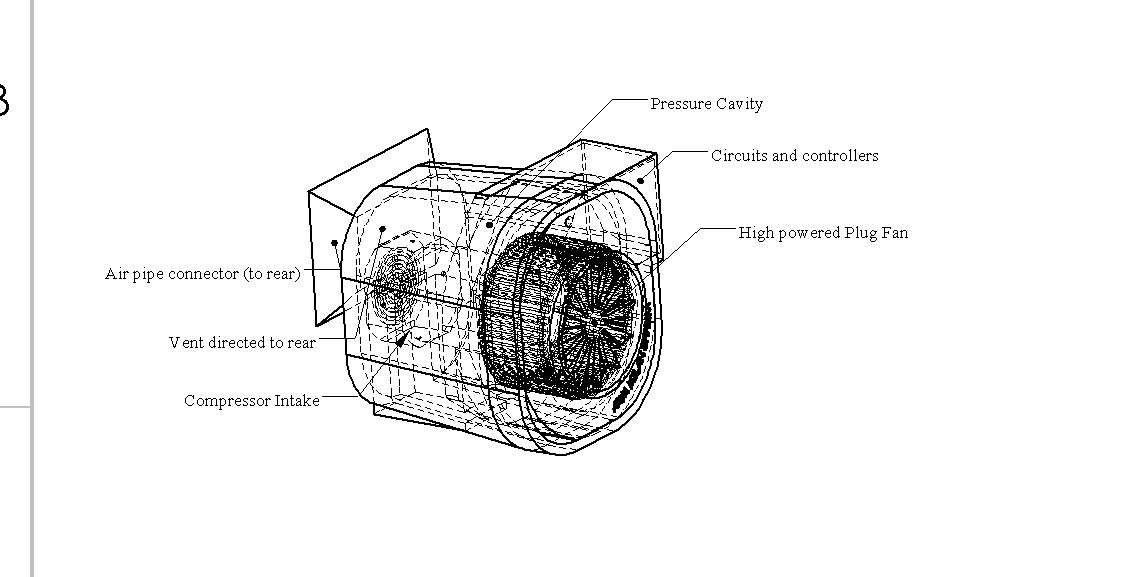 B
Pressure Cavity
Circuits and controllers
High powered Plug Fan
Air pipe connector (to rear)
Vent directed to rear
Compressor Intake